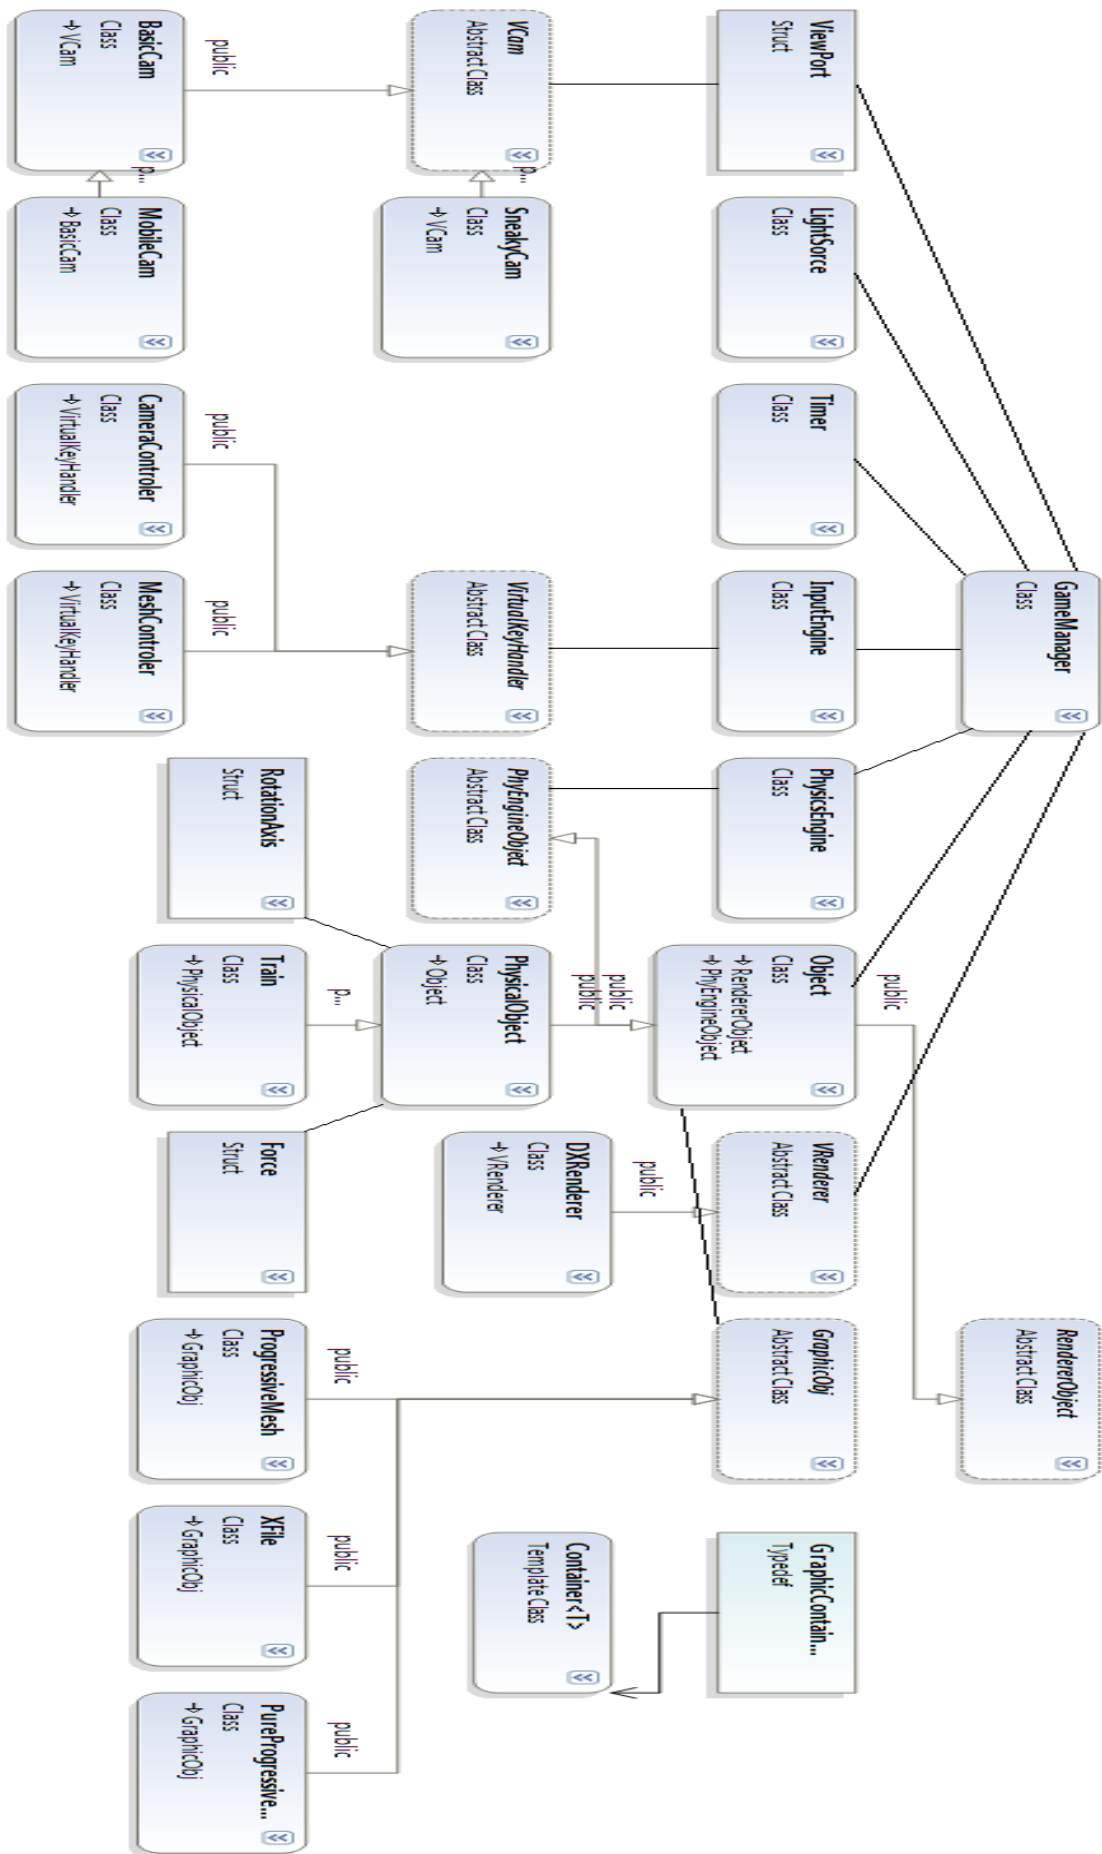 GameManager
Class
RendererObject
Abstract Class
public
ViewPort
Struct
LightSorce
Class
Timer
Class
InputEngine
Class
PhysicsEngine
Class
Object
Class
RendererObject
PhyEngineObject
VRenderer
Abstract Class
GraphicObj
Abstract Class
GraphicContain...
Typedef
public
public
public
VCam
Abstract Class
SneakyCam
Class
VCam
p...
VirtualKeyHandler
Abstract Class
PhyEngineObject
Abstract Class
PhysicalObject
Class
Object
DXRenderer
Class
VRenderer
Container<T>
Template Class
public
public
public
p...
public
public
public
BasicCam
Class
VCam
p...
MobileCam
Class
BasicCam
CameraControler
Class
VirtualKeyHandler
MeshControler
Class
VirtualKeyHandler
RotationAxis
Struct
Train
Class
PhysicalObject
Force
Struct
ProgressiveMesh
Class
GraphicObj
XFile
Class
GraphicObj
PureProgressive...
Class
GraphicObj